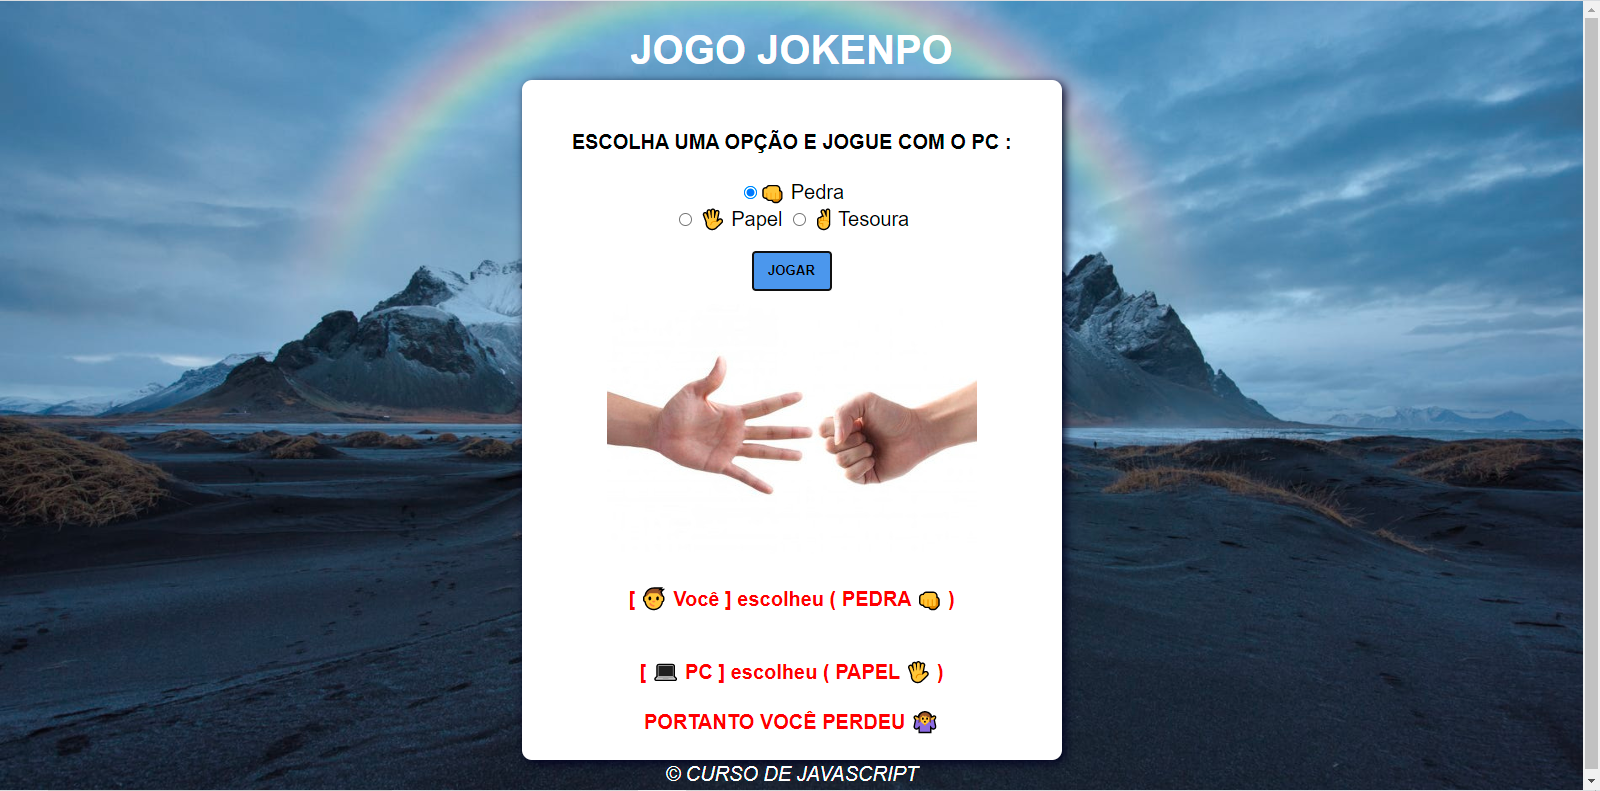 JOGO JOKENPO
ESCOLHA UMA OPÇÃO E JOGUE COM O PC :
👊 Pedra
🖐 Papel ✌ Tesoura
JOGAR
[ 🧑 Você ] escolheu ( PEDRA 👊 )
[ 💻 PC ] escolheu ( PAPEL 🖐 )
PORTANTO VOCÊ PERDEU 🤷‍♀️
© CURSO DE JAVASCRIPT